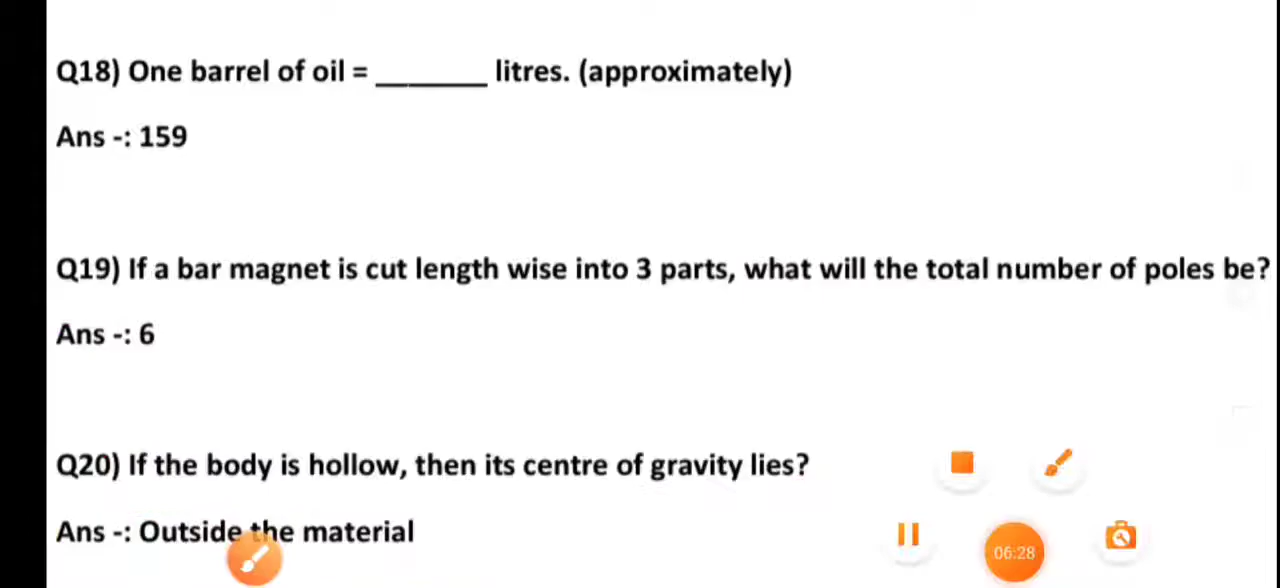 Q18) One barrel of oil = _______ litres. (approximately)
Ans -: 159
Q19) If a bar magnet is cut length wise into 3 parts, what will the total number of poles be?
Ans -: 6
Q20) If the body is hollow, then its centre of gravity lies?
Ans -: Outside the material
06:28